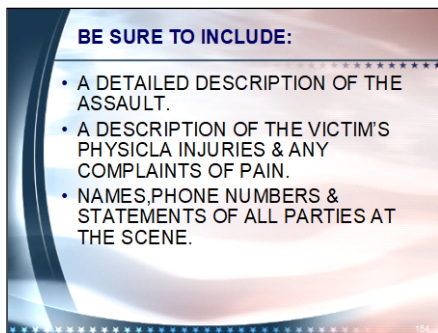 BE SURE TO INCLUDE:
• A DETAILED DESCRIPTION OF THE
ASSAULT.
• A DESCRIPTION OF THE VICTIM'S
PHYSICLA INJURIES & ANY
COMPLAINTS OF PAIN.
• NAMES,PHONE NUMBERS &
STATEMENTS OF ALL PARTIES AT
THE SCENE.
164